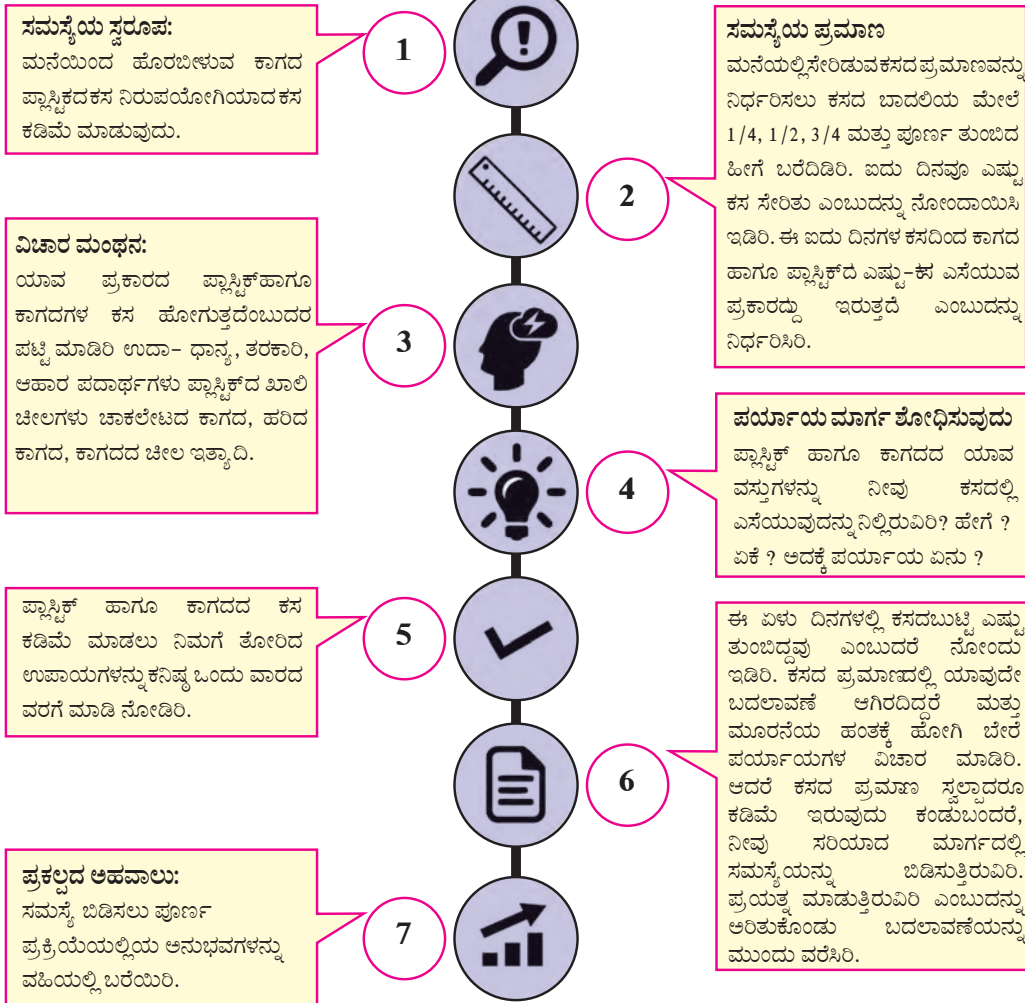 ಸಮಸ್ಯೆಯ ಸ್ವರೂಪ:
ಮನೆಯಿಂದ ಹೊರಬೀಳುವ ಕಾಗದ
ಪ್ಲಾಸ್ಟಿಕದಕಸ ನಿರುಪಯೋಗಿಯಾದಕಸ
ಕಡಿಮೆ ಮಾಡುವುದು.
1
ಸಮಸ್ಯೆಯ ಪ್ರಮಾಣ
ಮನೆಯಲ್ಲಿಸೇರಿಡುವಕಸದಪ್ರಮಾಣವನ್ನು
ನಿರ್ಧರಿಸಲು ಕಸದ ಬಾದಲಿಯ ಮೇಲೆ
1/4, 1/2, 3/4 ಮತ್ತು ಪೂರ್ಣ ತುಂಬಿದ
ಹೀಗೆ ಬರೆದಿಡಿರಿ. ಐದು ದಿನವೂ ಎಷ್ಟು
ಕಸ ಸೇರಿತು ಎಂಬುದನ್ನು ನೋಂದಾಯಿಸಿ
ಇಡಿರಿ. ಈ ಐದು ದಿನಗಳ ಕಸದಿಂದ ಕಾಗದ
ಹಾಗೂ ಪ್ಲಾಸ್ಟಿಕ್‌ದ ಎಷ್ಟು-ಕಸ ಎಸೆಯುವ
ಪ್ರಕಾರದ್ದು ಇರುತ್ತದೆ ಎಂಬುದನ್ನು
ನಿರ್ಧರಿಸಿರಿ.
2
ವಿಚಾರ ಮಂಥನ:
ಯಾವ ಪ್ರಕಾರದ ಪ್ಲಾಸ್ಟಿಕ್‌ಹಾಗೂ
ಕಾಗದಗಳ ಕಸ ಹೋಗುತ್ತದೆಂಬುದರ
ಪಟ್ಟಿ ಮಾಡಿರಿ ಉದಾ- ಧಾನ್ಯ, ತರಕಾರಿ,
ಆಹಾರ ಪದಾರ್ಥಗಳು ಪ್ಲಾಸ್ಟಿಕ್‌ದ ಖಾಲಿ
ಚೀಲಗಳು ಚಾಕಲೇಟದ ಕಾಗದ, ಹರಿದ
ಕಾಗದ, ಕಾಗದದ ಚೀಲ ಇತ್ಯಾದಿ.
3
ಪರ್ಯಾಯ ಮಾರ್ಗ ಶೋಧಿಸುವುದು
ಪ್ಲಾಸ್ಟಿಕ್ ಹಾಗೂ ಕಾಗದದ ಯಾವ
ವಸ್ತುಗಳನ್ನು ನೀವು ಕಸದಲ್ಲಿ
ಎಸೆಯುವುದನ್ನು ನಿಲ್ಲಿರುವಿರಿ? ಹೇಗೆ ?
ಏಕೆ ? ಅದಕ್ಕೆ ಪರ್ಯಾಯ ಏನು ?
4
ಪ್ಲಾಸ್ಟಿಕ್ ಹಾಗೂ ಕಾಗದದ ಕಸ
ಕಡಿಮೆ ಮಾಡಲು ನಿಮಗೆ ತೋರಿದ
ಉಪಾಯಗಳನ್ನು ಕನಿಷ್ಠ ಒಂದು ವಾರದ
ವರಗೆ ಮಾಡಿ ನೋಡಿರಿ.
5
ಈ ಏಳು ದಿನಗಳಲ್ಲಿ ಕಸದಬುಟ್ಟಿ ಎಷ್ಟು
ತುಂಬಿದ್ದವು ಎಂಬುದರೆ ನೋಂದು
ಇಡಿರಿ. ಕಸದ ಪ್ರಮಾಣದಲ್ಲಿ ಯಾವುದೇ
ಬದಲಾವಣೆ ಆಗಿರದಿದ್ದರೆ ಮತ್ತು
ಮೂರನೆಯ ಹಂತಕ್ಕೆ ಹೋಗಿ ಬೇರೆ
ಪರ್ಯಾಯಗಳ ವಿಚಾರ ಮಾಡಿರಿ.
ಆದರೆ ಕಸದ ಪ್ರಮಾಣ ಸ್ವಲ್ಪಾದರೂ
ಕಡಿಮೆ ಇರುವುದು ಕಂಡುಬಂದರೆ,
ನೀವು ಸರಿಯಾದ ಮಾರ್ಗದಲ್ಲಿ
ಸಮಸ್ಯೆಯನ್ನು ಬಿಡಿಸುತ್ತಿರುವಿರಿ.
ಪ್ರಯತ್ನ ಮಾಡುತ್ತಿರುವಿರಿ ಎಂಬುದನ್ನು
ಅರಿತುಕೊಂಡು ಬದಲಾವಣೆಯನ್ನು
ಮುಂದು ವರೆಸಿರಿ.
6
ಪ್ರಕಲ್ಪದ ಅಹವಾಲು:
ಸಮಸ್ಯೆ ಬಿಡಿಸಲು ಪೂರ್ಣ
ಪ್ರಕ್ರಿಯೆಯಲ್ಲಿಯ ಅನುಭವಗಳನ್ನು
ವಹಿಯಲ್ಲಿ ಬರೆಯಿರಿ.
7